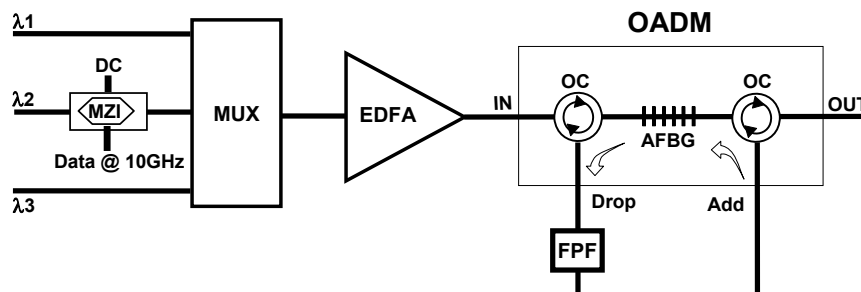 OADM
λ1
DC
OC
OC
λ2
MZI
MUX
EDFA
IN
AFBG
OUT
Data @ 10GHz
λ3
Drop
Add
FPF